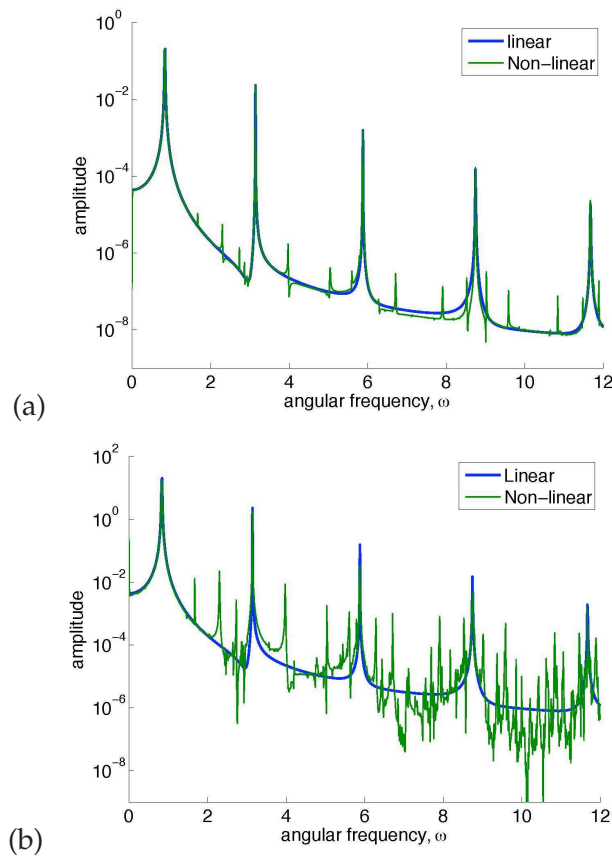 10^0
10^-2
10^-4
10^-6
10^-8
amplitude
linear
Non-linear
0 2 4 6 8 10 12
angular frequency, ω
(a)
10^2
10^0
10^-2
10^-4
10^-6
10^-8
amplitude
Linear
Non-linear
0 2 4 6 8 10 12
angular frequency, ω
(b)